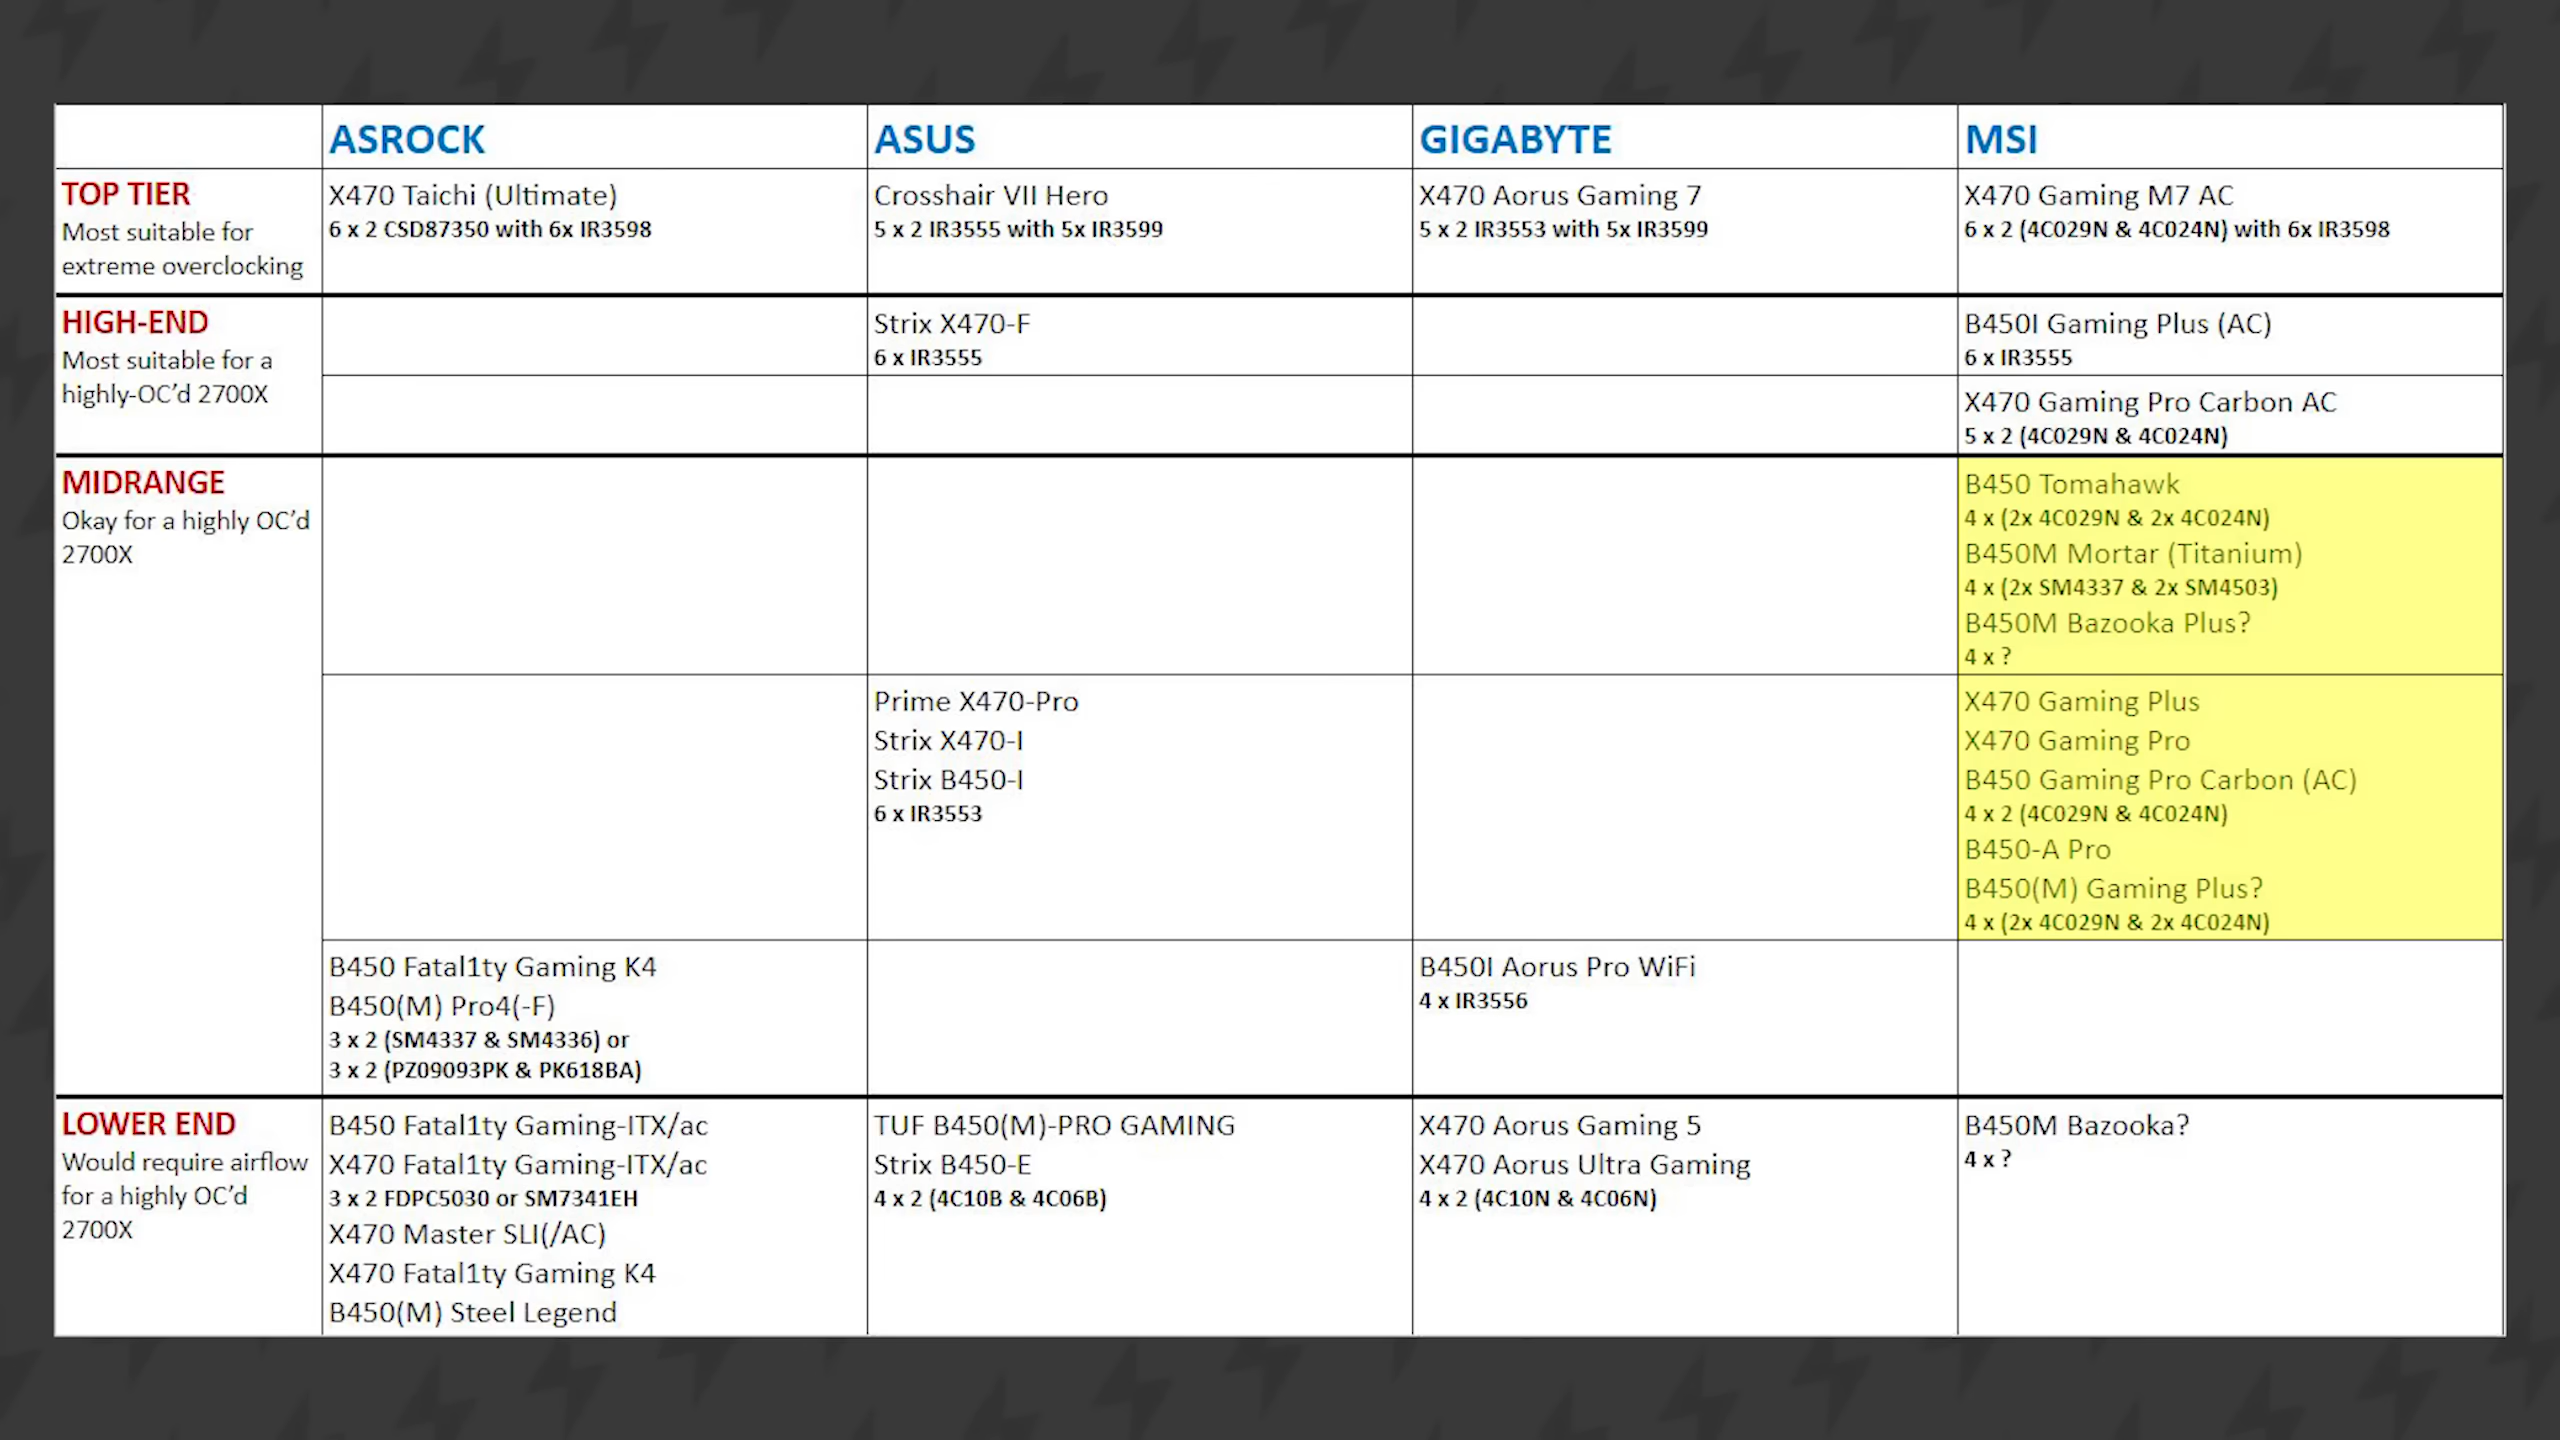 ASROCK
ASUS
GIGABYTE
MSI
TOP TIER
Most suitable for
extreme overclocking
X470 Taichi (Ultimate)
6 x 2 CSD87350 with 6x IR3598
Crosshair VII Hero
5 x 2 IR3555 with 5x IR3599
X470 Aorus Gaming 7
5 x 2 IR3553 with 5x IR3599
X470 Gaming M7 AC
6 x 2 (4C029N & 4C024N) with 6x IR3598
HIGH-END
Most suitable for a
highly-OC’d 2700X
Strix X470-F
6 x IR3555
B450I Gaming Plus (AC)
6 x IR3555
X470 Gaming Pro Carbon AC
5 x 2 (4C029N & 4C024N)
MIDRANGE
Okay for a highly OC’d
2700X
B450 Tomahawk
4 x (2x 4C029N & 2x 4C024N)
B450M Mortar (Titanium)
4 x (2x SM4337 & 2x SM4503)
B450M Bazooka Plus?
4 x ?
Prime X470-Pro
Strix X470-I
Strix B450-I
6 x IR3553
X470 Gaming Plus
X470 Gaming Pro
B450 Gaming Pro Carbon (AC)
4 x 2 (4C029N & 4C024N)
B450-A Pro
B450(M) Gaming Plus?
4 x (2x 4C029N & 2x 4C024N)
B450 Fatal1ty Gaming K4
B450(M) Pro4(-F)
3 x 2 (SM4337 & SM4336) or
3 x 2 (PZ09093PK & PK618BA)
B450I Aorus Pro WiFi
4 x IR3556
LOWER END
Would require airflow
for a highly OC’d
2700X
B450 Fatal1ty Gaming-ITX/ac
X470 Fatal1ty Gaming-ITX/ac
3 x 2 FDPC5030 or SM7341EH
X470 Master SLI(/AC)
X470 Fatal1ty Gaming K4
B450(M) Steel Legend
TUF B450(M)-PRO GAMING
Strix B450-E
4 x 2 (4C10B & 4C06B)
X470 Aorus Gaming 5
X470 Aorus Ultra Gaming
4 x 2 (4C10N & 4C06N)
B450M Bazooka?
4 x ?